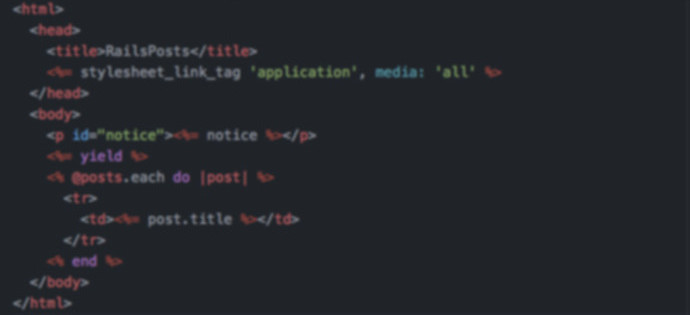 <html>
<head>
<title>RailsPosts</title>
<%= stylesheet_link_tag 'application', media: 'all' %>
</head>
<body>
<p id="notice"><%= notice %></p>
<%= yield %>
<% @posts.each do |post| %>
<tr>
<td><%= post.title %></td>
</tr>
<% end %>
</body>
</html>